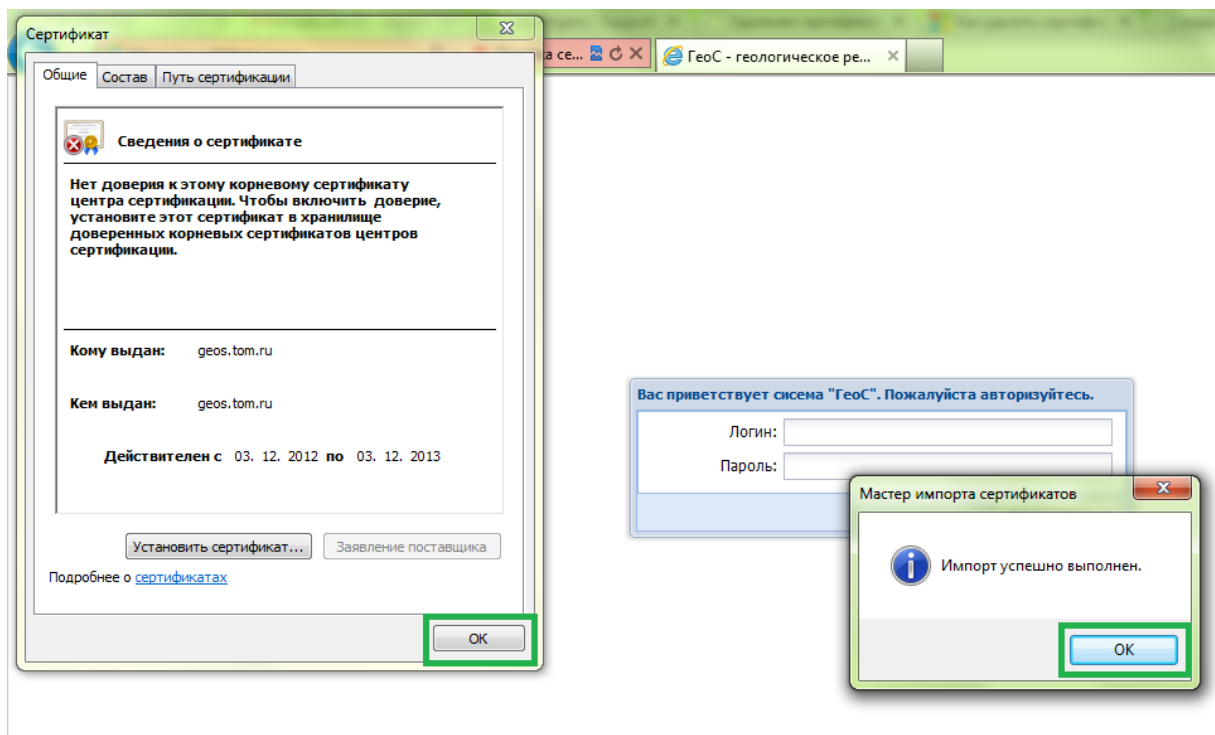 Сертификат
а се...
ГеоС - геологическое ре...
Общие
Состав
Путь сертификации
Сведения о сертификате
Нет доверия к этому корневому сертификату
центра сертификации. Чтобы включить доверие,
установите этот сертификат в хранилище
доверенных корневых сертификатов центров
сертификации.
Кому выдан: geos.tom.ru
Кем выдан: geos.tom.ru
Действителен с 03. 12. 2012 по 03. 12. 2013
Установить сертификат...
Заявление поставщика
Подробнее о сертификатах
OK
Вас приветствует сисема "ГеоС". Пожалуйста авторизуйтесь.
Логин:
Пароль:
Мастер импорта сертификатов
Импорт успешно выполнен.
OK